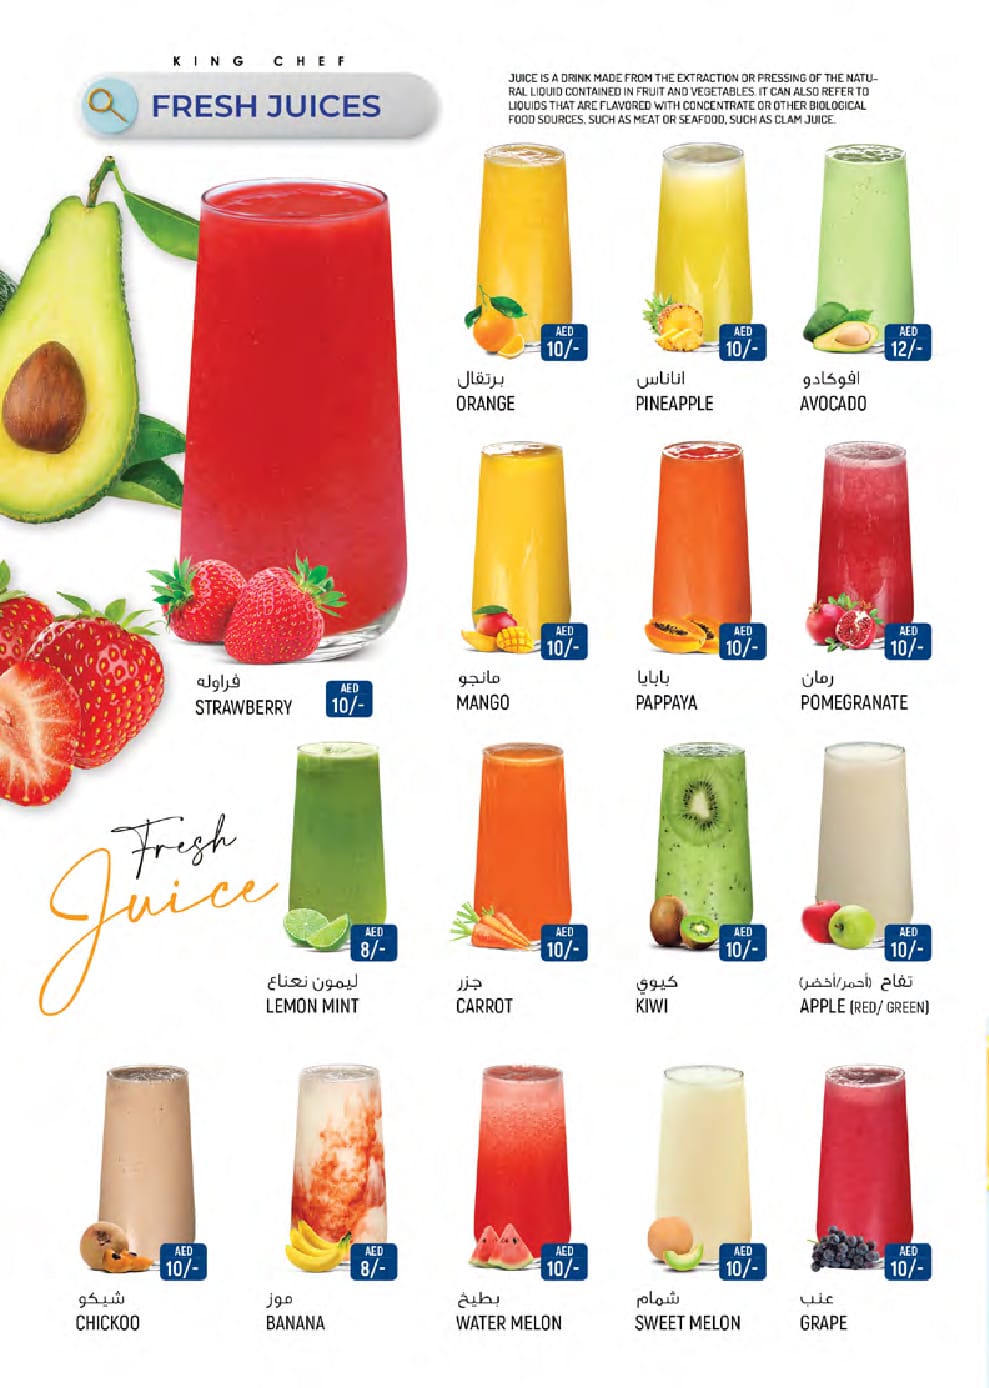 KING CHEF
FRESH JUICES
JUICE IS A DRINK MADE FROM THE EXTRACTION OR PRESSING OF THE NATU-
RAL LIQUID CONTAINED IN FRUIT AND VEGETABLES. IT CAN ALSO REFER TO
LIQUIDS THAT ARE FLAVORED WITH CONCENTRATE OR OTHER BIOLOGICAL
FOOD SOURCES, SUCH AS MEAT OR SEAFOOD, SUCH AS CLAM JUICE.
AED
10/-
برتقال
ORANGE
AED
10/-
اناناس
PINEAPPLE
AED
12/-
افوكادو
AVOCADO
AED
10/-
مانجو
MANGO
AED
10/-
بابايا
PAPPAYA
AED
10/-
رمان
POMEGRANATE
فراوله
STRAWBERRY
AED
10/-
Fresh
Juice
AED
8/-
ليمون نعناع
LEMON MINT
AED
10/-
جزر
CARROT
AED
10/-
كيوي
KIWI
AED
10/-
تفاح (أحمر/أخضر)
APPLE (RED/ GREEN)
AED
10/-
شيكو
CHICKOO
AED
8/-
موز
BANANA
AED
10/-
بطيخ
WATER MELON
AED
10/-
شمام
SWEET MELON
AED
10/-
عنب
GRAPE